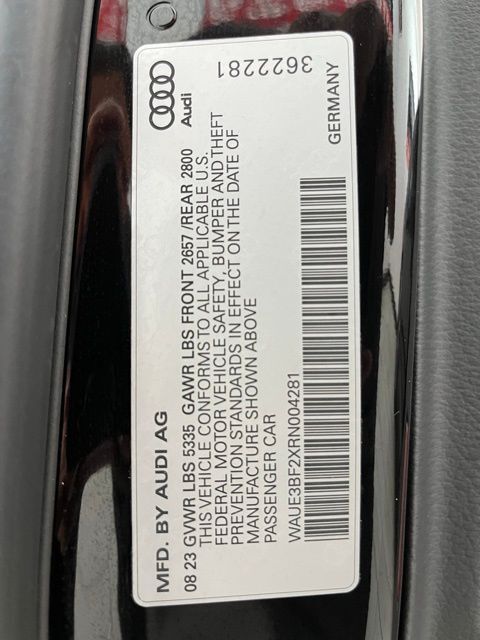 MFD. BY AUDI AG
Audi
08 23 GVWR LBS 5335 GAWR LBS FRONT 2657/REAR 2800
THIS VEHICLE CONFORMS TO ALL APPLICABLE U.S.
FEDERAL MOTOR VEHICLE SAFETY, BUMPER AND THEFT
PREVENTION STANDARDS IN EFFECT ON THE DATE OF
MANUFACTURE SHOWN ABOVE
PASSENGER CAR
WAUE3BF2XRN004281
GERMANY
3622281